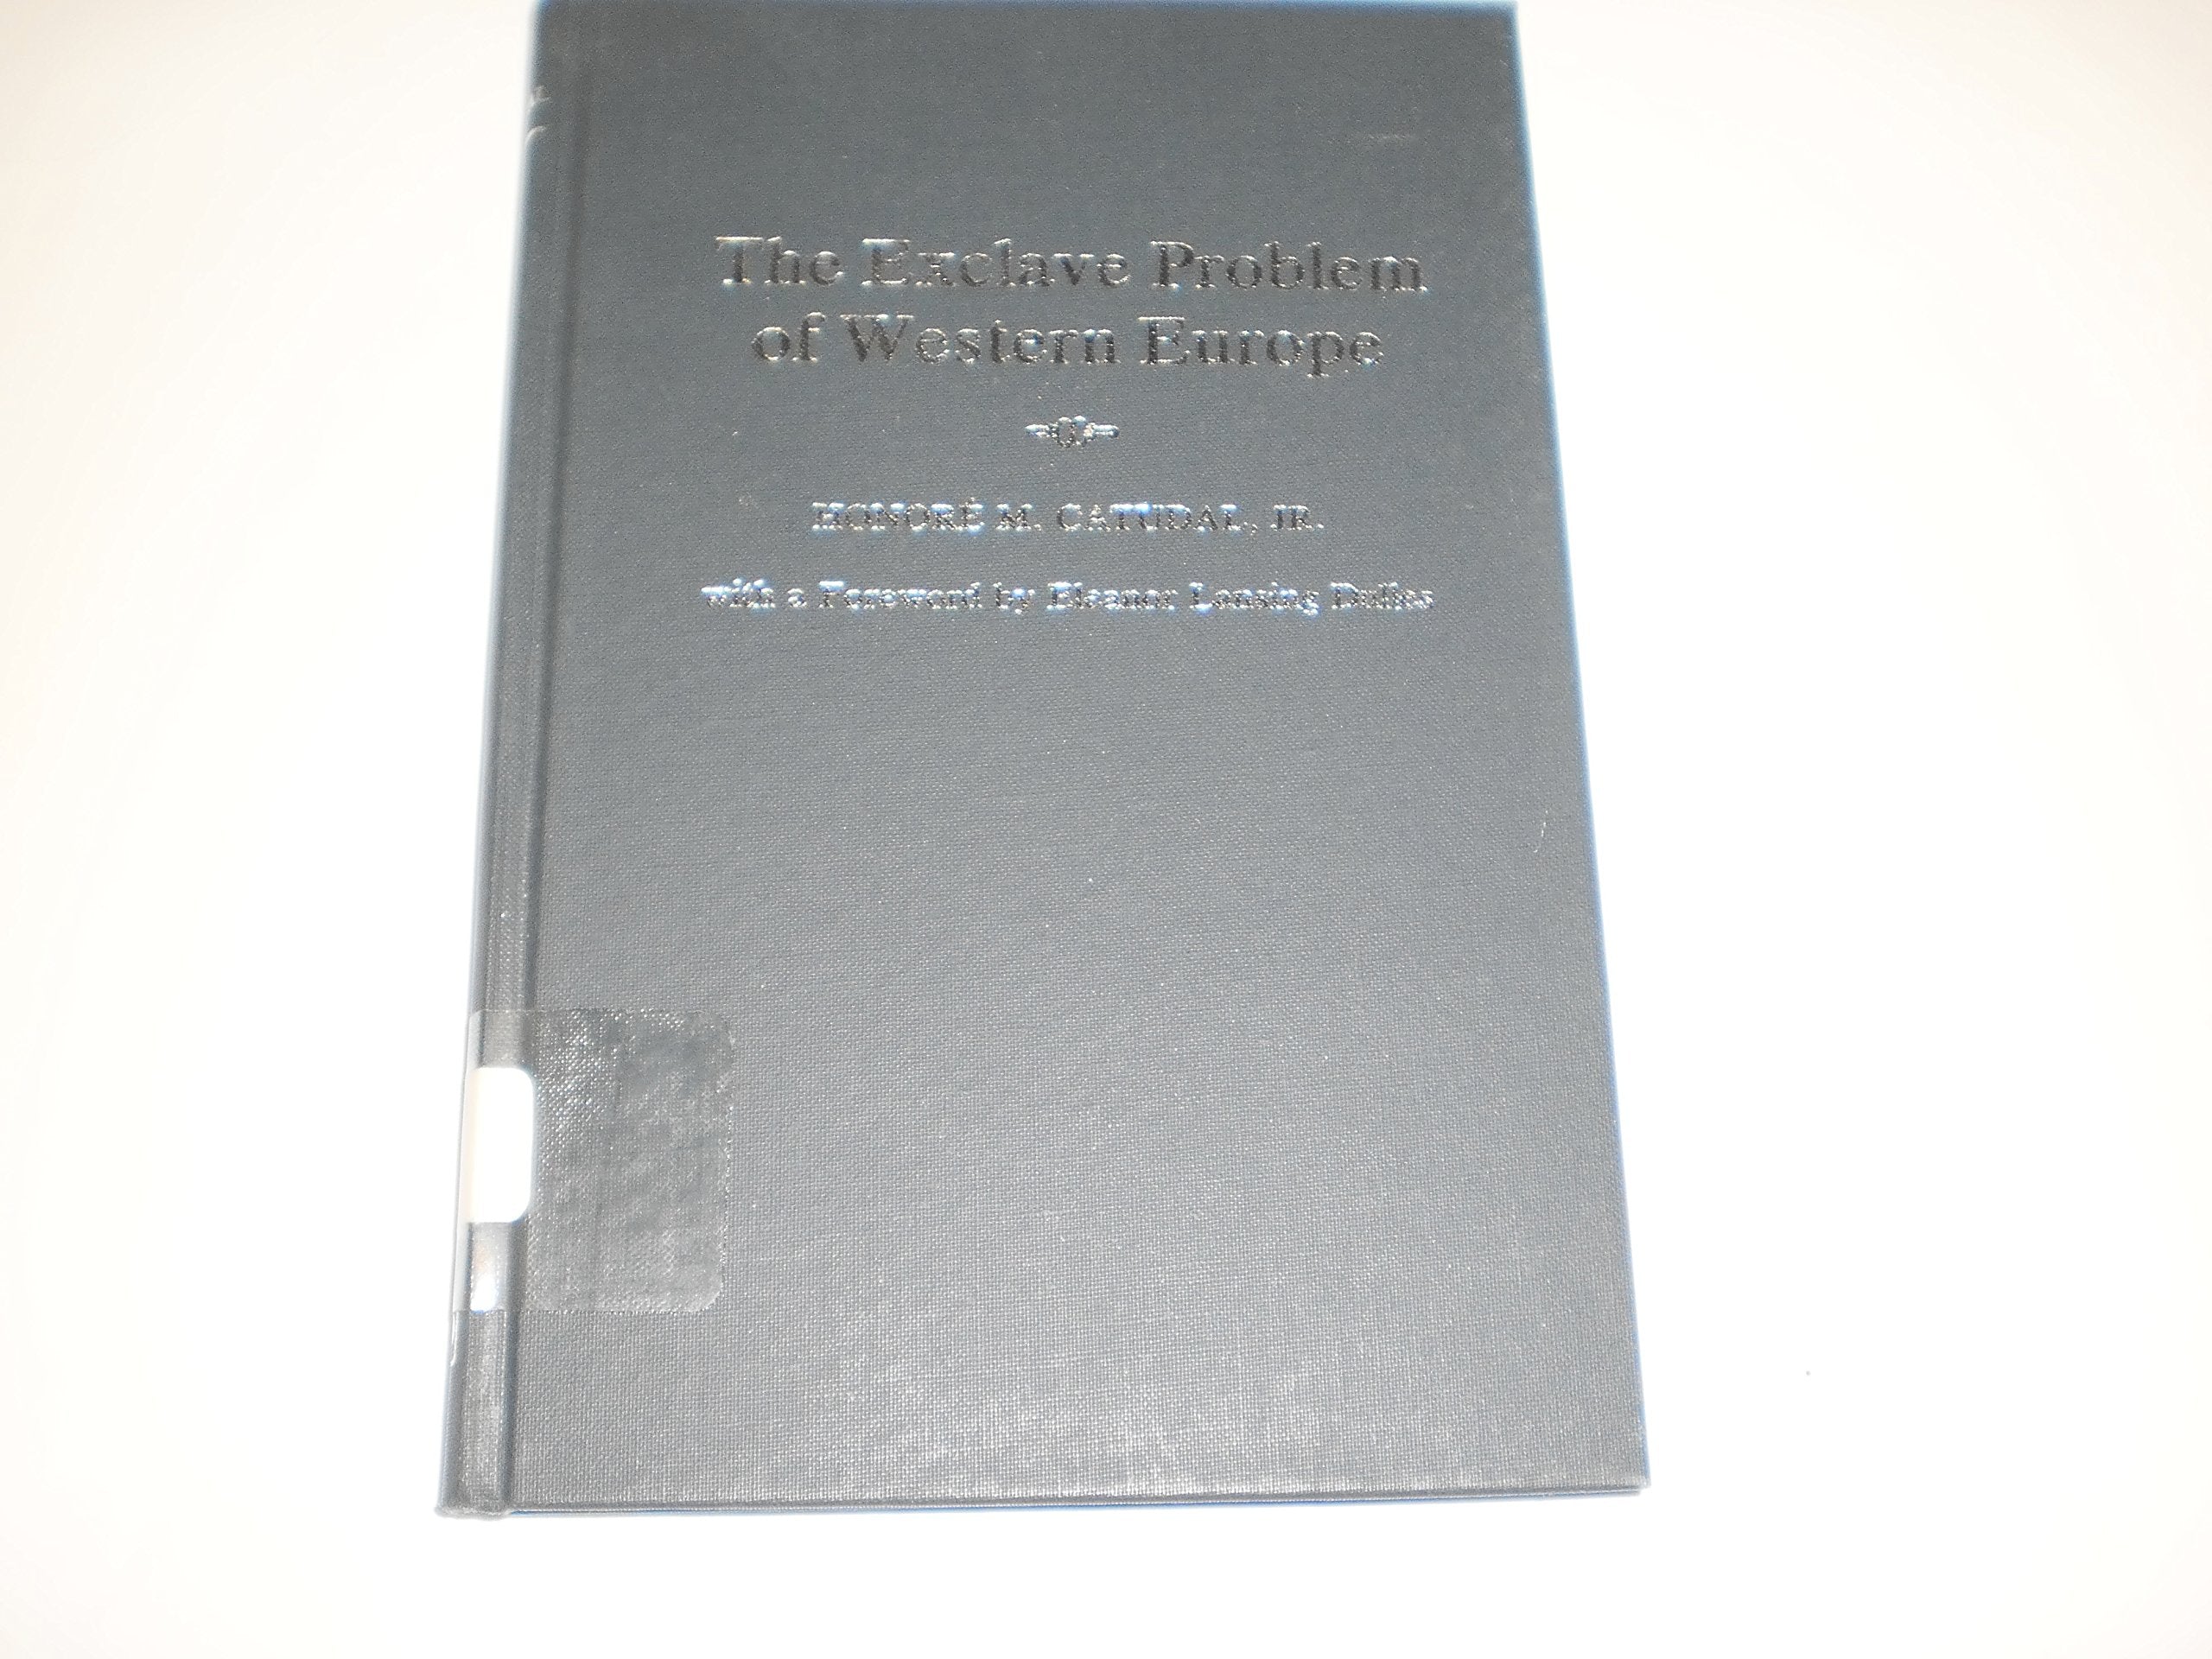 The Exclave Problem
of Western Europe
HONORÉ M. CATUDAL, JR.
with a Foreword by Eleanor Lansing Dulles